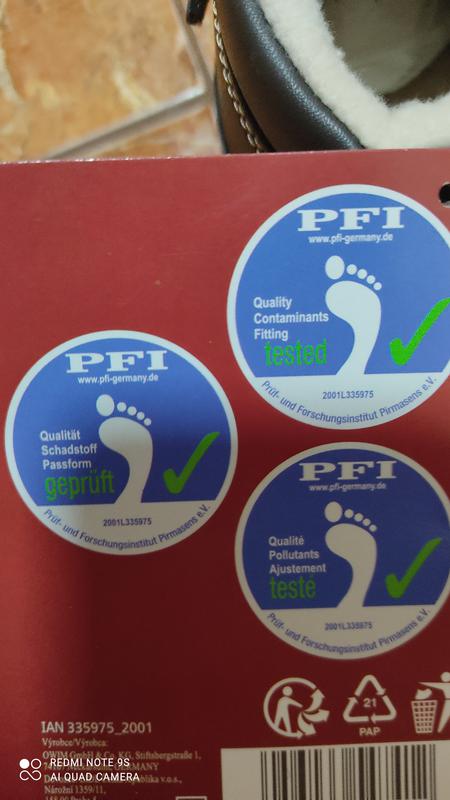 PFI
www.pfi-germany.de
Quality
Contaminants
Fitting
tested
2001L335975
Prüf- und Forschungsinstitut Pirmasens e.V.
PFI
www.pfi-germany.de
Qualität
Schadstoff
Passform
geprüft
2001L335975
Prüf- und Forschungsinstitut Pirmasens e.V.
PFI
www.pfi-germany.de
Qualité
Pollutants
Ajustement
testé
2001L335975
Prüf- und Forschungsinstitut Pirmasens e.V.
21
PAP
IAN 335975_2001
Výrobce/Výrobca:
OWIM GmbH & Co. KG, Stiftsbergstraße 1,
GERMANY
republika v.o.s.,
Nárožní 1359/11,
REDMI NOTE 9S
AI QUAD CAMERA